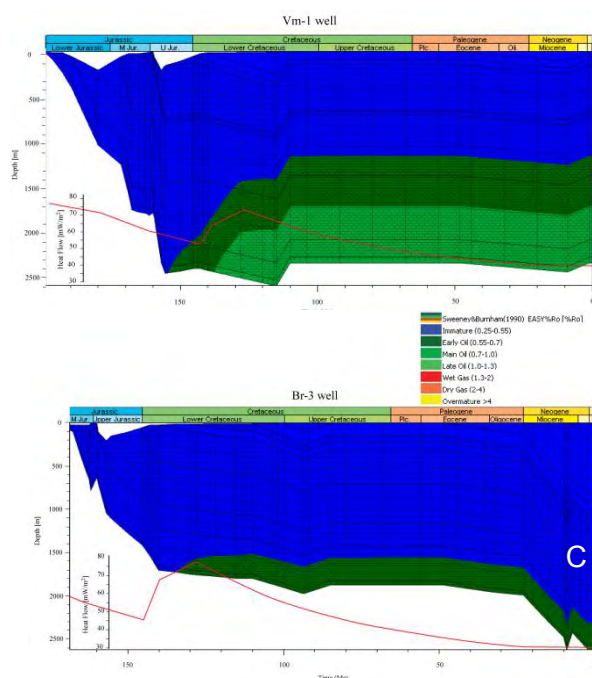 Vm-1 well
Jurassic Cretaceous Paleogene Neogene
Lower Jurassic M Jur. U Jur. Lower Cretaceous Upper Cretaceous Plc. Eocene Oli. Miocene
0
500
1000
1500
2000
2500
Depth [m]
Heat Flow [mW/m²]
80
70
60
50
40
30
150 100 50 0
Sweeney&Burnham(1990) EASY%Ro [%Ro]
Immature (0.25-0.55)
Early Oil (0.55-0.7)
Main Oil (0.7-1.0)
Late Oil (1.0-1.3)
Wet Gas (1.3-2)
Dry Gas (2-4)
Overmature >4
Br-3 well
Jurassic Cretaceous Paleogene Neogene
M Jur. Upper Jurassic Lower Cretaceous Upper Cretaceous Plc. Eocene Oligocene Miocene
0
500
1000
1500
2000
2500
Depth [m]
Heat Flow [mW/m²]
80
70
60
50
40
30
C
150 100 50 0